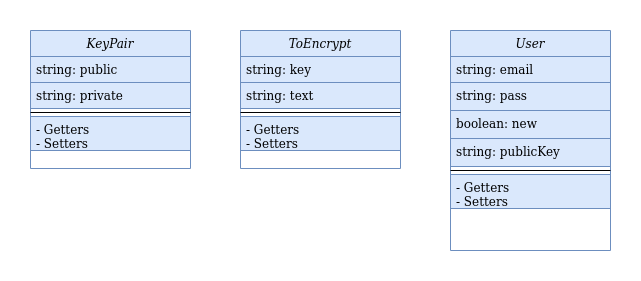 KeyPair
string: public
string: private
- Getters
- Setters
ToEncrypt
string: key
string: text
- Getters
- Setters
User
string: email
string: pass
boolean: new
string: publicKey
- Getters
- Setters